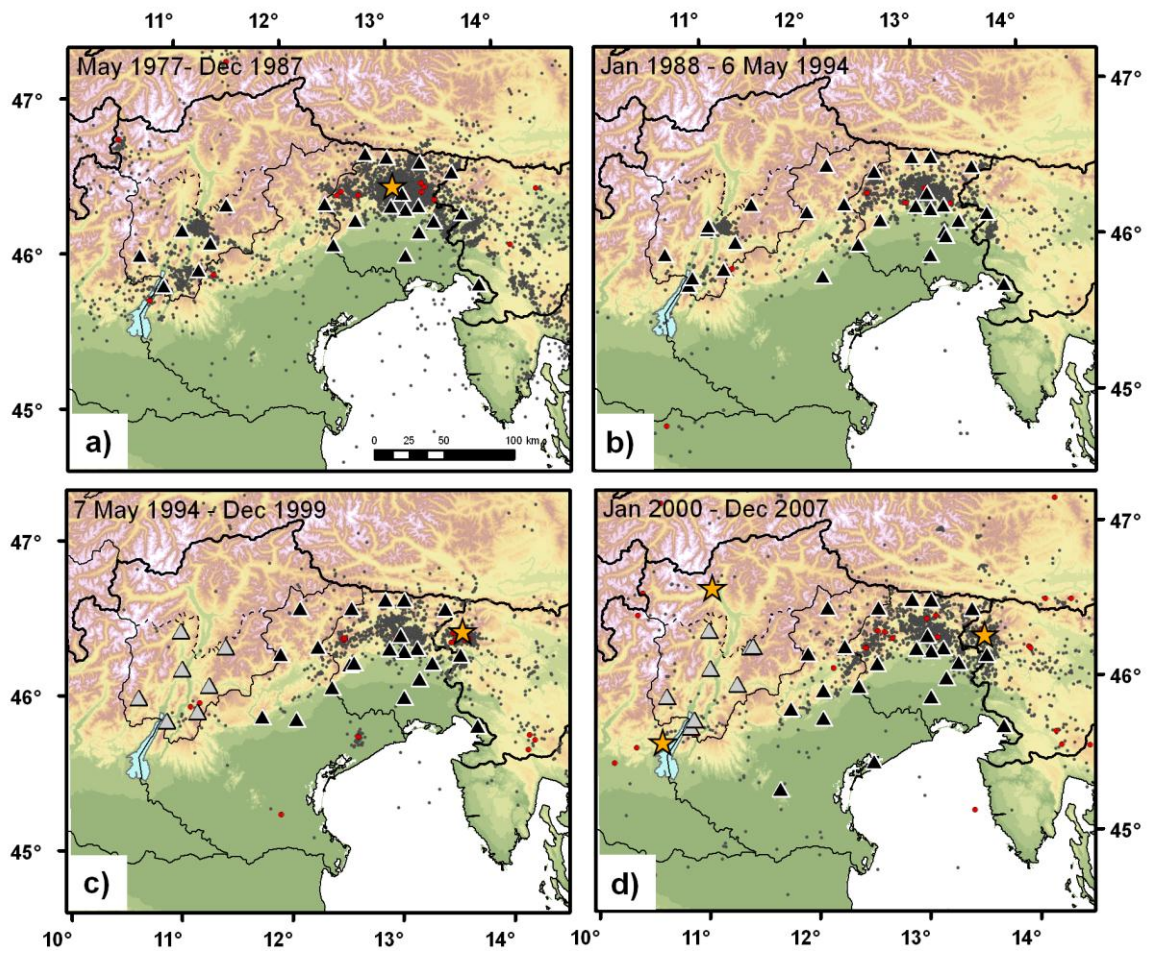 11° 12° 13° 14° 11° 12° 13° 14°
May 1977- Dec 1987
Jan 1988 - 6 May 1994
47° 47°
46° 46°
45° 45°
0 25 50 100 km
a)
b)
7 May 1994 - Dec 1999
Jan 2000 - Dec 2007
47° 47°
46° 46°
45° 45°
c)
d)
10° 11° 12° 13° 14° 10° 11° 12° 13° 14°